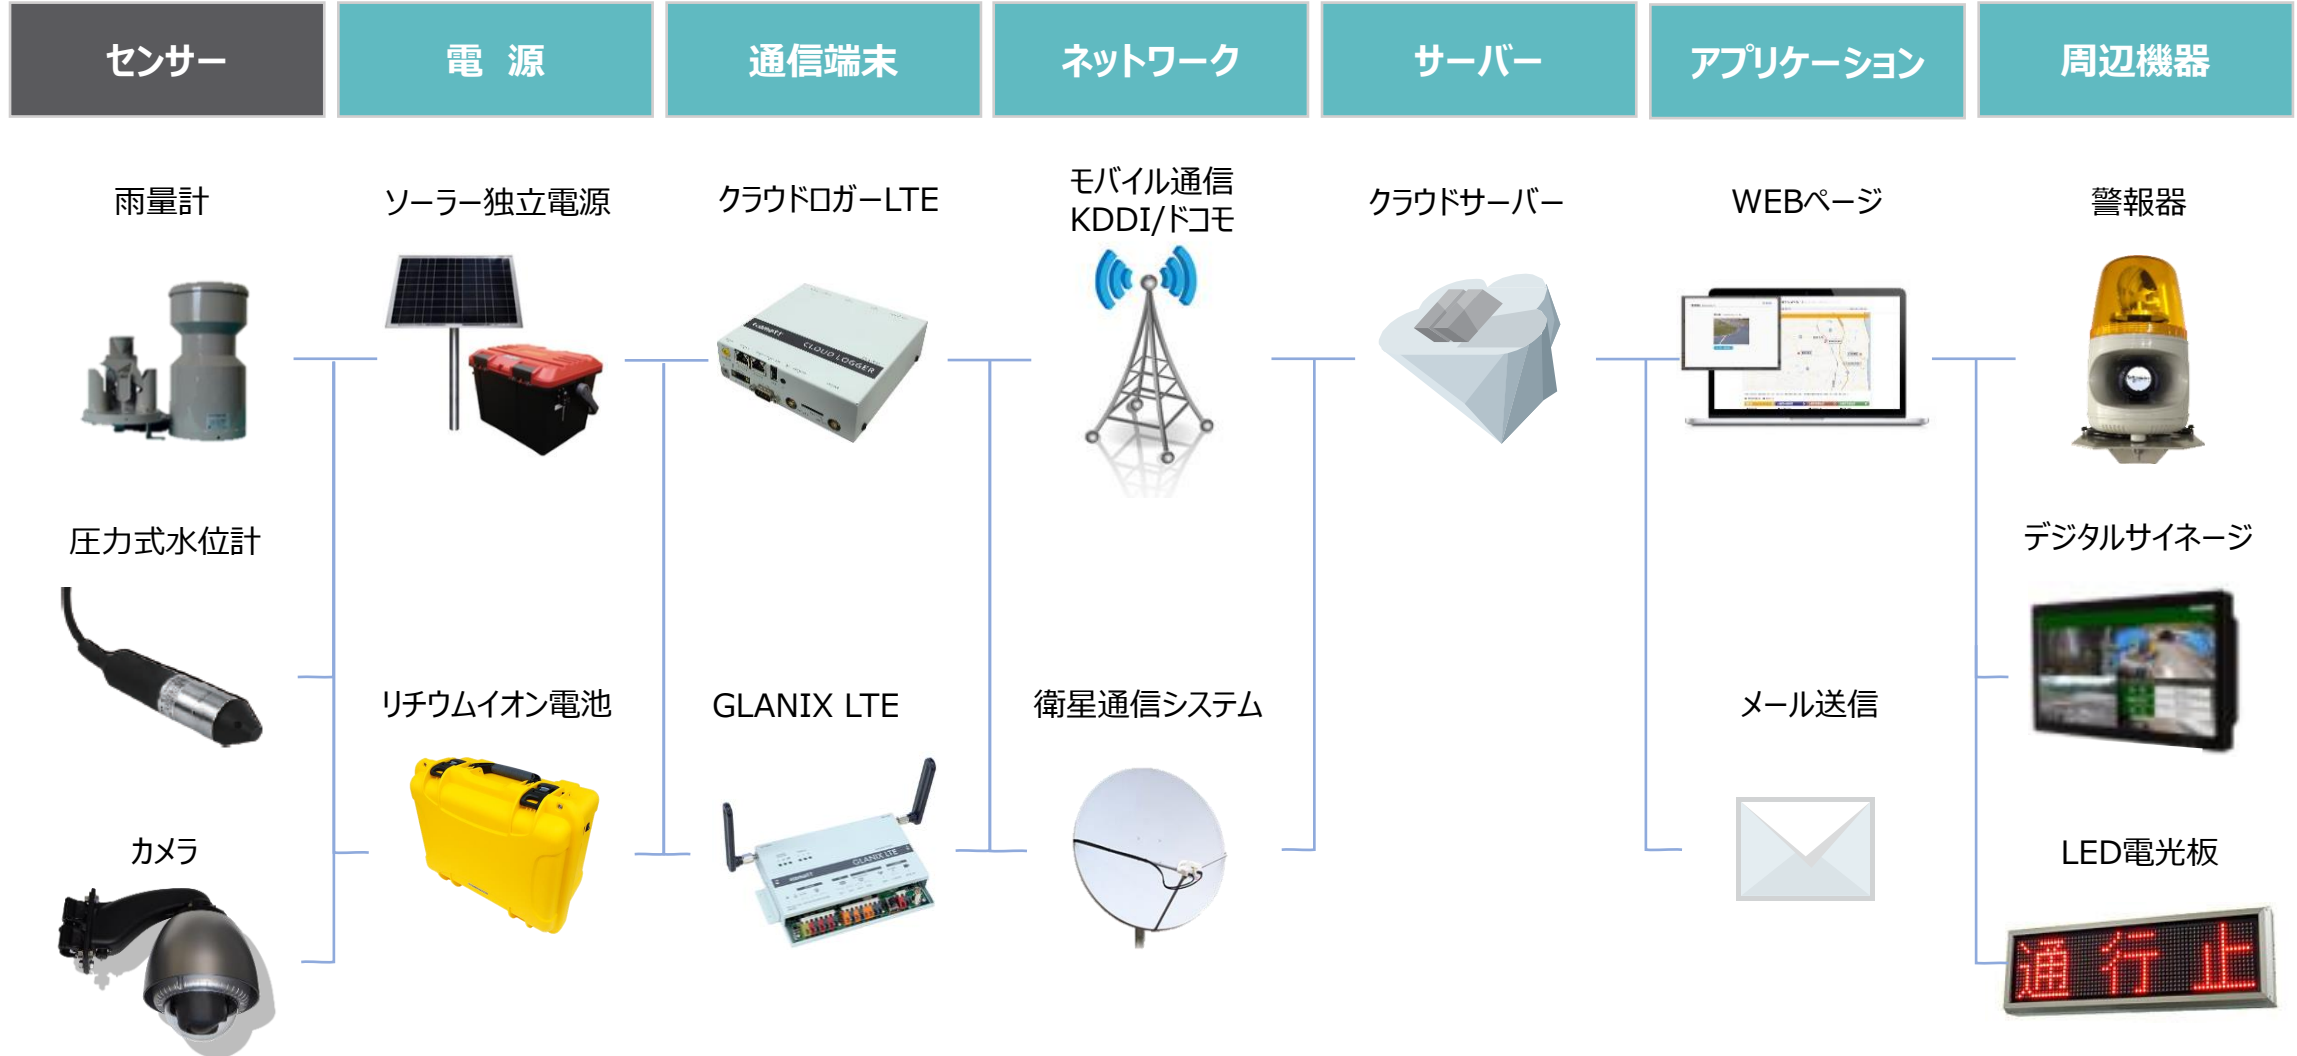 センサー
電 源
通信端末
ネットワーク
サーバー
アプリケーション
周辺機器
雨量計
ソーラー独立電源
クラウドロガーLTE
モバイル通信
KDDI/ドコモ
クラウドサーバー
WEBページ
警報器
CLOUD LOGGER
圧力式水位計
デジタルサイネージ
リチウムイオン電池
GLANIX LTE
衛星通信システム
メール送信
カメラ
GLANIX LTE
LED電光板
通行止